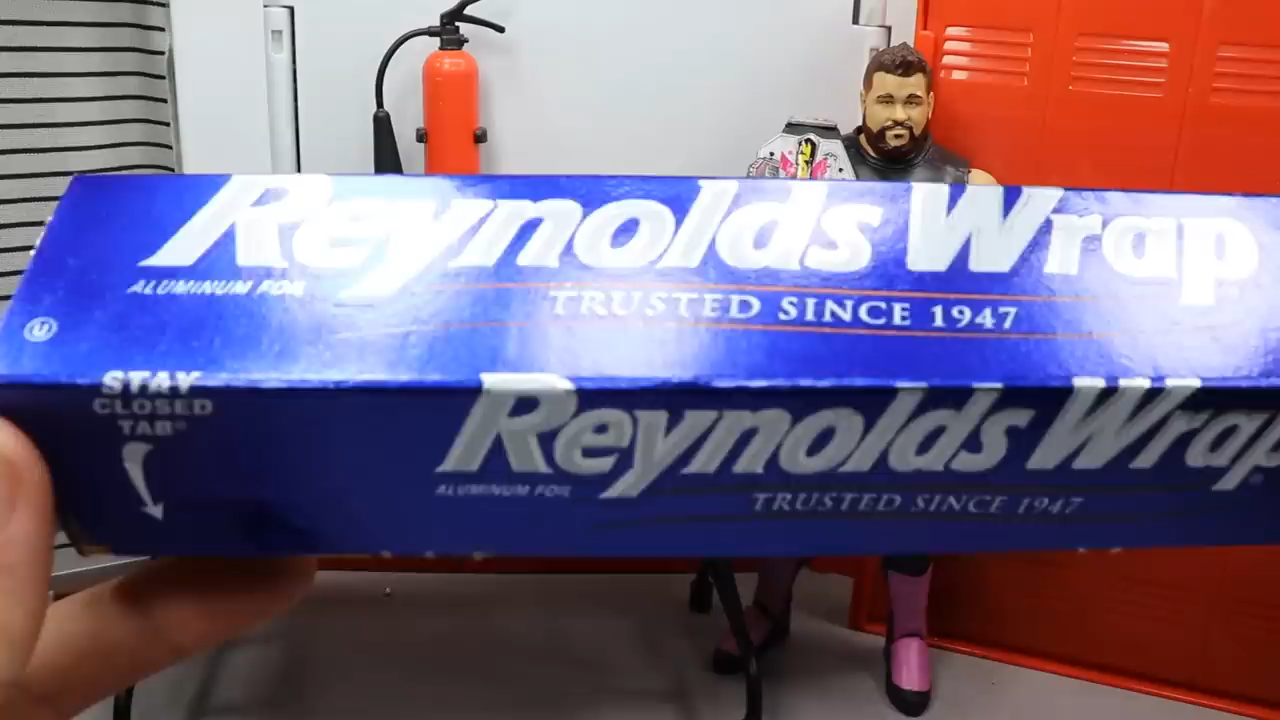 Reynolds Wrap
ALUMINUM FOIL
TRUSTED SINCE 1947
U
STAY
CLOSED
TAB®
Reynolds Wrap
ALUMINUM FOIL
TRUSTED SINCE 1947